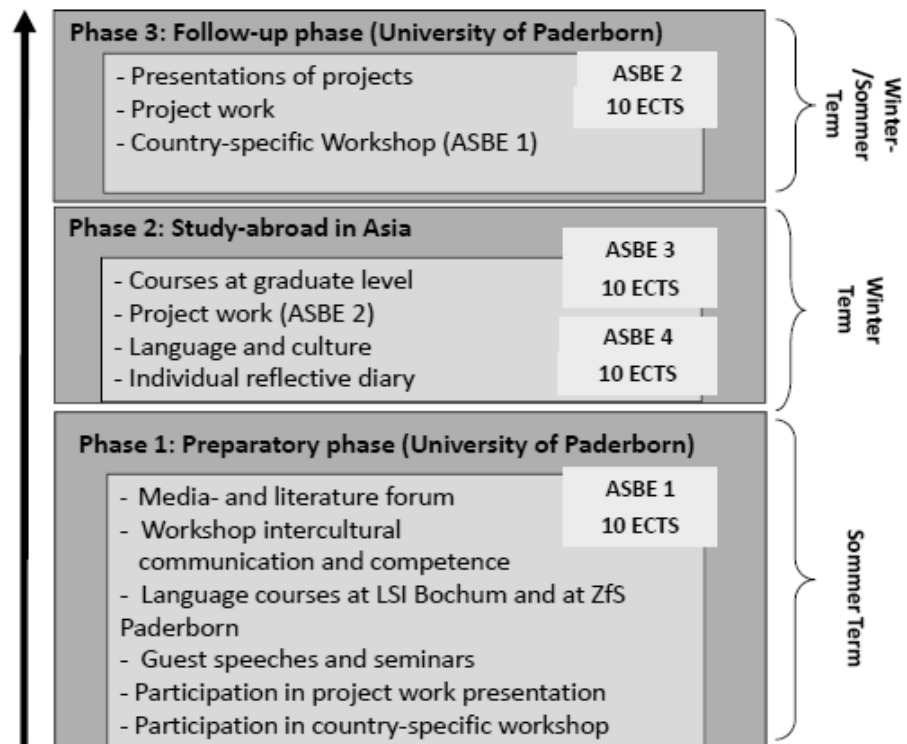 Phase 3: Follow-up phase (University of Paderborn)
- Presentations of projects
- Project work
- Country-specific Workshop (ASBE 1)
ASBE 2
10 ECTS
Winter-
/Sommer
Term
Phase 2: Study-abroad in Asia
- Courses at graduate level
- Project work (ASBE 2)
- Language and culture
- Individual reflective diary
ASBE 3
10 ECTS
ASBE 4
10 ECTS
Winter
Term
Phase 1: Preparatory phase (University of Paderborn)
- Media- and literature forum
- Workshop intercultural
communication and competence
- Language courses at LSI Bochum and at ZfS
Paderborn
- Guest speeches and seminars
- Participation in project work presentation
- Participation in country-specific workshop
ASBE 1
10 ECTS
Sommer Term